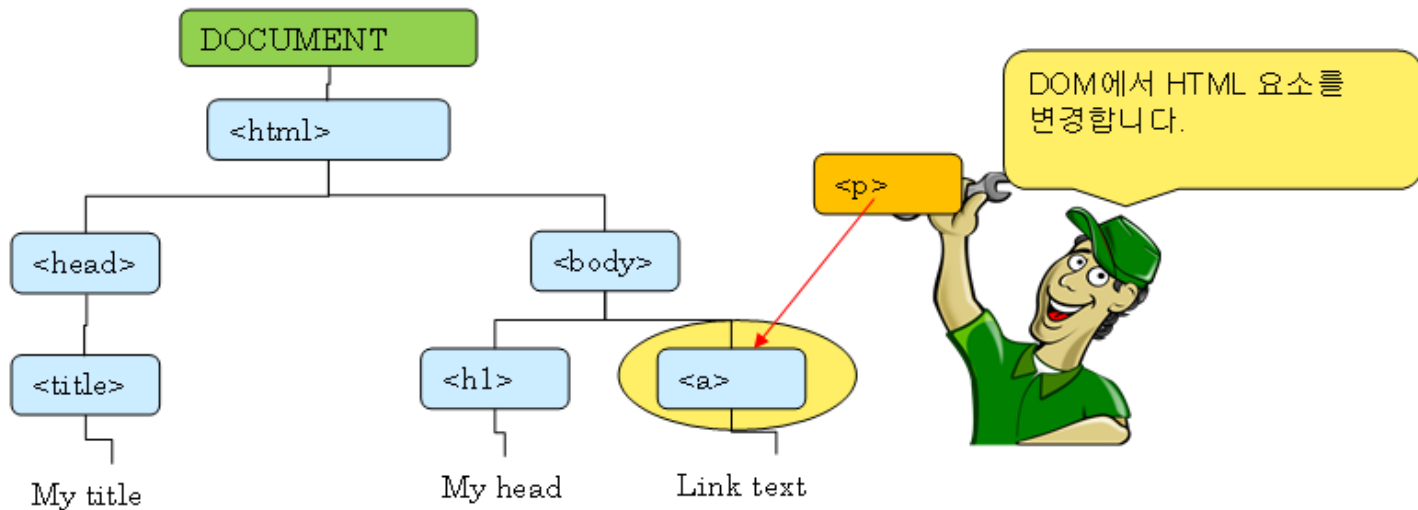 DOCUMENT
<html>
DOM에서 HTML 요소를
변경합니다.
<p>
<head>
<body>
<title>
<h1>
<a>
My title
My head
Link text